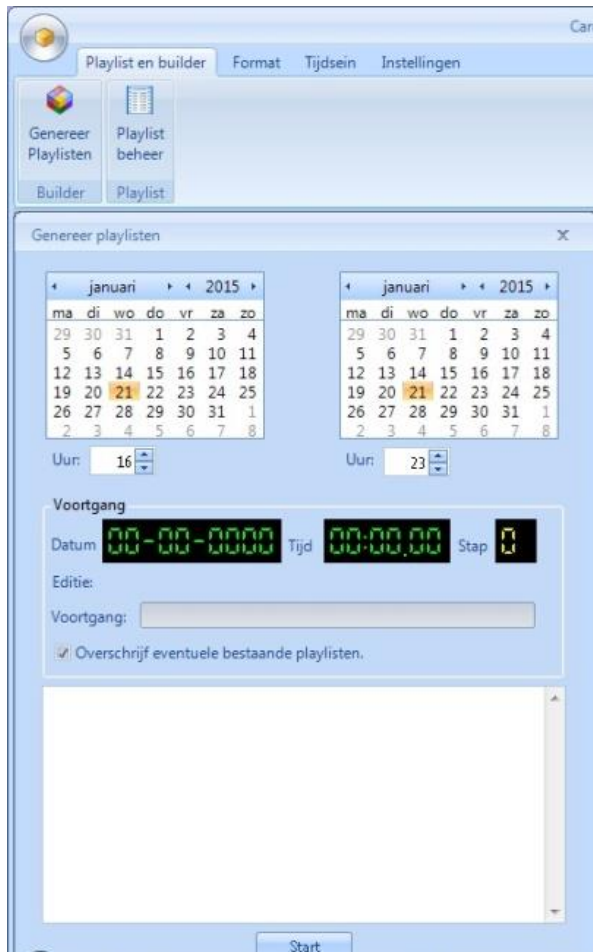 Car
Playlist en builder Format Tijdsein Instellingen
Genereer Playlist
Playlisten beheer
Builder Playlist
Genereer playlisten x
januari 2015 januari 2015
ma di wo do vr za zo ma di wo do vr za zo
29 30 31 1 2 3 4 29 30 31 1 2 3 4
5 6 7 8 9 10 11 5 6 7 8 9 10 11
12 13 14 15 16 17 18 12 13 14 15 16 17 18
19 20 21 22 23 24 25 19 20 21 22 23 24 25
26 27 28 29 30 31 1 26 27 28 29 30 31 1
2 3 4 5 6 7 8 2 3 4 5 6 7 8
Uur: 16 Uur: 23
Voortgang
Datum 00-00-0000 Tijd 00:00.00 Stap 0
Editie:
Voortgang:
Overschrijf eventuele bestaande playlisten.
Start